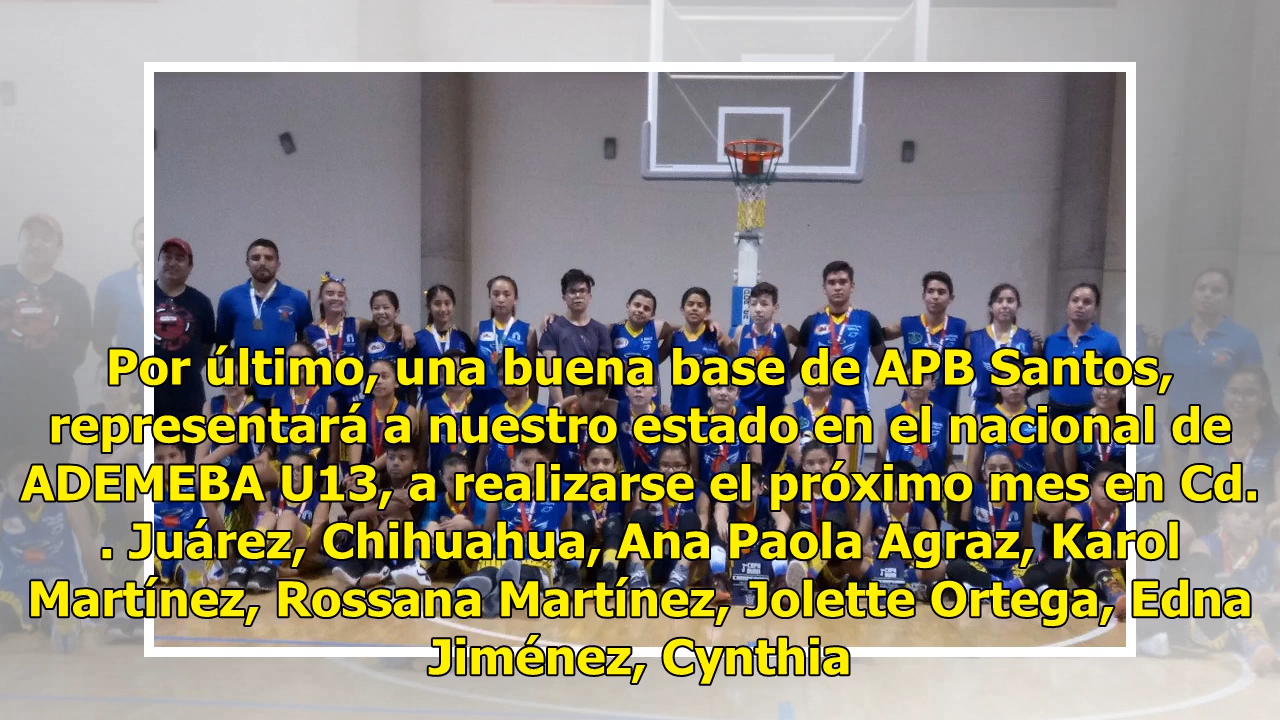 Por último, una buena base de APB Santos,
representará a nuestro estado en el nacional de
ADEMEBA U13, a realizarse el próximo mes en Cd.
. Juárez, Chihuahua, Ana Paola Agraz, Karol
Martínez, Rossana Martínez, Jolette Ortega, Edna
Jiménez, Cynthia